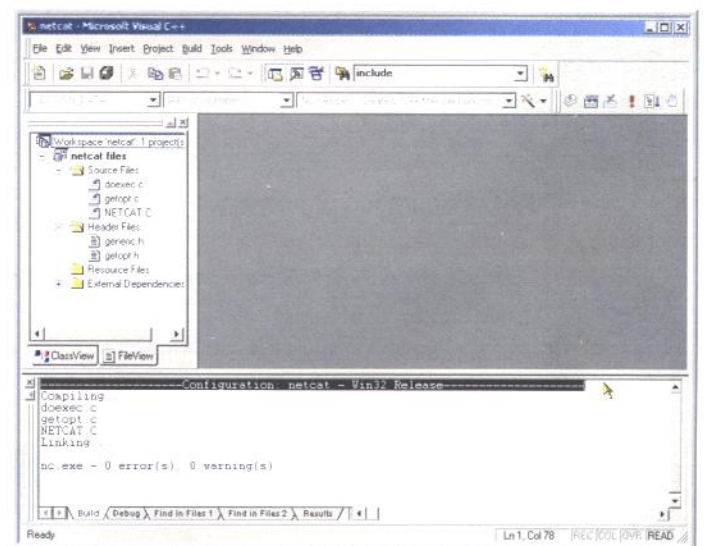 netcat - Microsoft Visual C++
File Edit View Insert Project Build Tools Window Help
include
Workspace 'netcat': 1 project(s
netcat files
Source Files
doexec.c
getopt.c
NETCAT.C
Header Files
generic.h
getopt.h
Resource Files
External Dependencies
ClassView FileView
Configuration: netcat - Win32 Release
Compiling...
doexec.c
getopt.c
NETCAT.C
Linking...
nc.exe - 0 error(s), 0 warning(s)
Build Debug Find in Files 1 Find in Files 2 Results
Ready Ln 1, Col 78 REC COL OVR READ